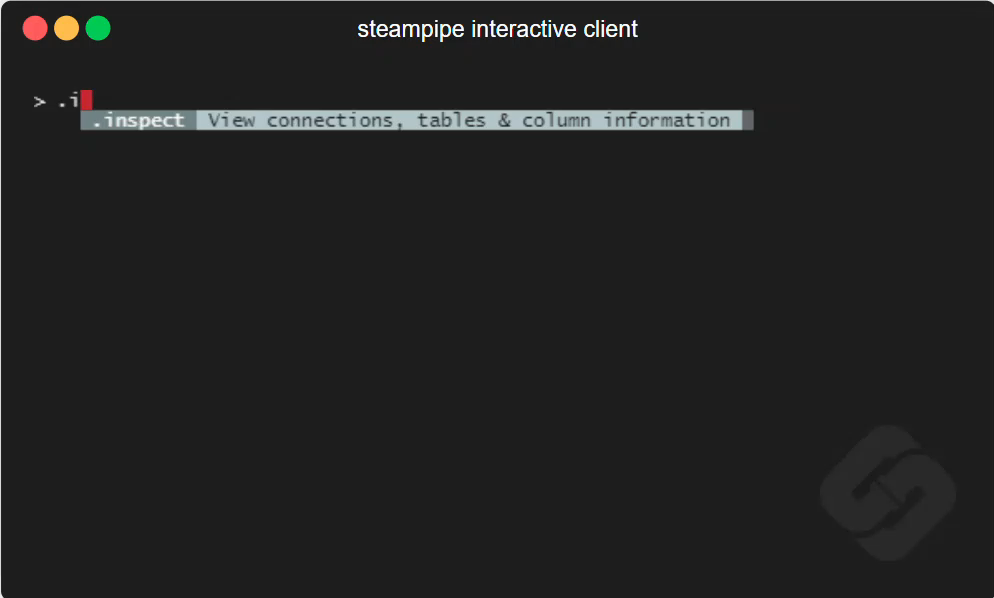 steampipe interactive client
> .i
.inspect View connections, tables & column information